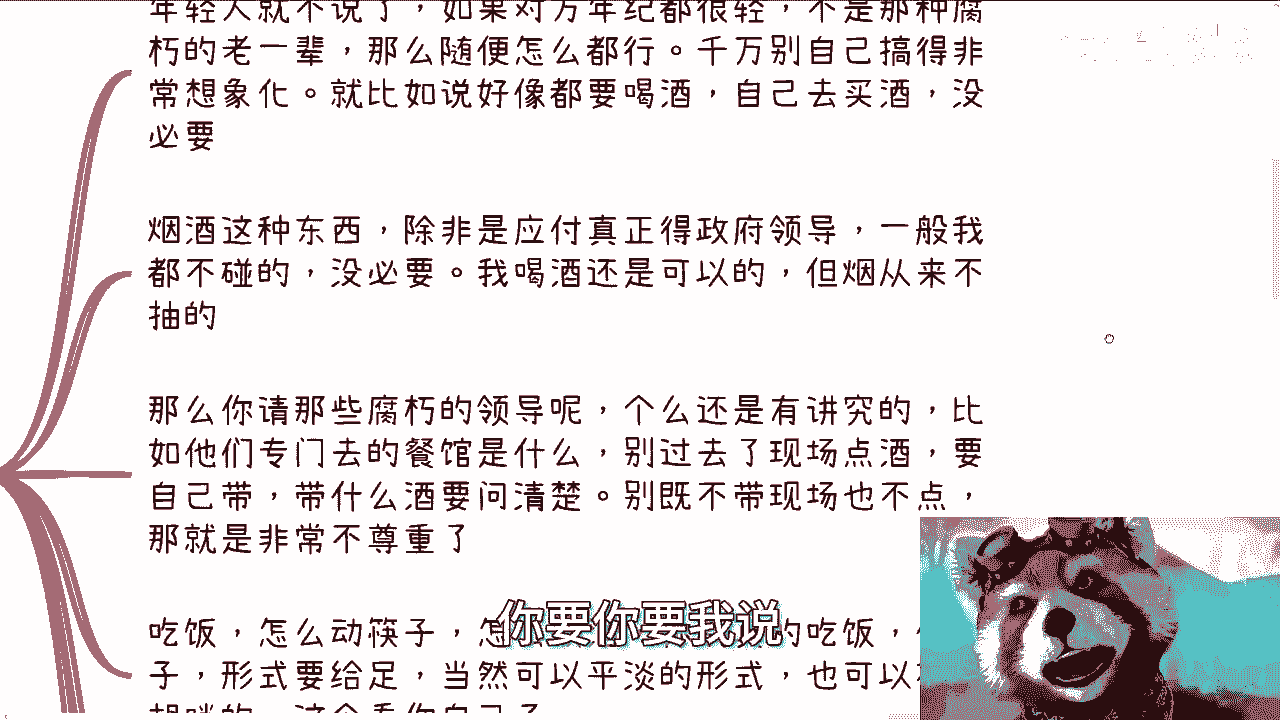 年轻人就不说了，如果对方年纪都很轻，不是那种腐
朽的老一辈，那么随便怎么都行。千万别自己搞得非
常想象化。就比如说好像都要喝酒，自己去买酒，没
必要
烟酒这种东西，除非是应付真正得政府领导，一般我
都不碰的，没必要。我喝酒还是可以的，但烟从来不
抽的
那么你请那些腐朽的领导呢，个么还是有讲究的，比
如他们专门去的餐馆是什么，别过去了现场点酒，要
自己带，带什么酒要问清楚。别既不带现场也不点，
那就是非常不尊重了
吃饭，怎么动筷子，怎 的吃饭，
子，形式要给足，当然可以平淡的形式，也可以
你要你要我说